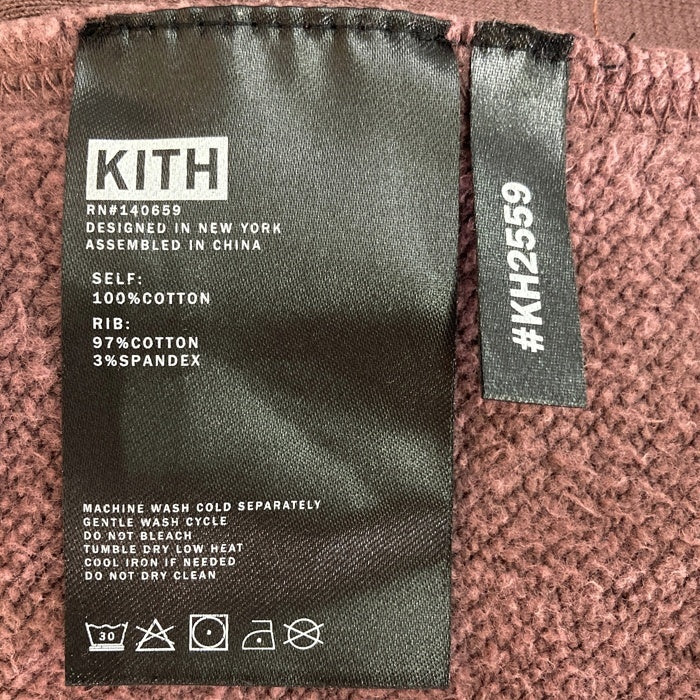 KITH
RN#140659
DESIGNED IN NEW YORK
ASSEMBLED IN CHINA
SELF:
100%COTTON
RIB:
97%COTTON
3%SPANDEX
MACHINE WASH COLD SEPARATELY
GENTLE WASH CYCLE
DO NOT BLEACH
TUMBLE DRY LOW HEAT
COOL IRON IF NEEDED
DO NOT DRY CLEAN
30
#KH2559